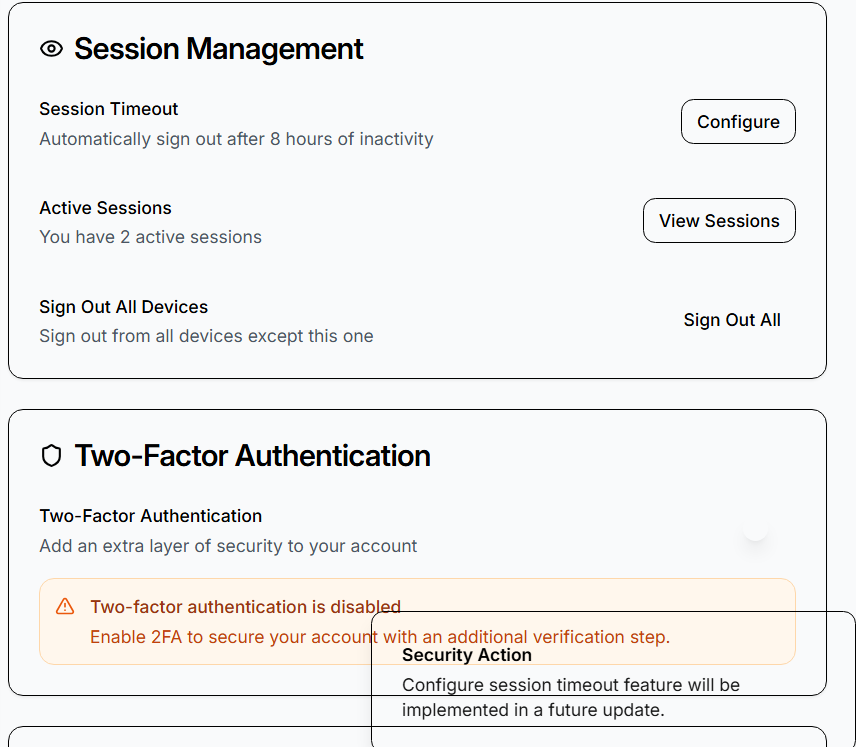 Session Management
Session Timeout
Automatically sign out after 8 hours of inactivity
Configure
Active Sessions
You have 2 active sessions
View Sessions
Sign Out All Devices
Sign out from all devices except this one
Sign Out All
Two-Factor Authentication
Two-Factor Authentication
Add an extra layer of security to your account
Two-factor authentication is disabled
Enable 2FA to secure your account with an additional verification step.
Security Action
Configure session timeout feature will be
implemented in a future update.